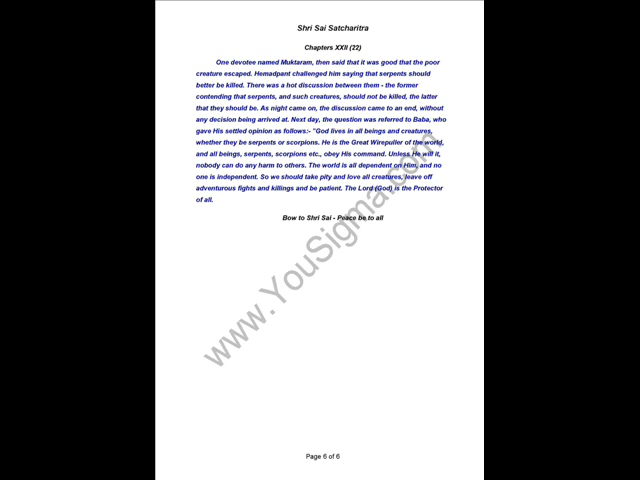 Shri Sai Satcharitra
Chapters XXII (22)
One devotee named Muktaram, then said that it was good that the poor
creature escaped. Hemadpant challenged him saying that serpents should
better be killed. There was a hot discussion between them - the former
contending that serpents, and such creatures, should not be killed, the latter
that they should be. As night came on, the discussion came to an end, without
any decision being arrived at. Next day, the question was referred to Baba, who
gave His settled opinion as follows:- "God lives in all beings and creatures,
whether they be serpents or scorpions. He is the Great Wirepuller of the world,
and all beings, serpents, scorpions etc., obey His command. Unless He will it,
nobody can do any harm to others. The world is all dependent on Him, and no
one is independent. So we should take pity and love all creatures, leave off
adventurous fights and killings and be patient. The Lord (God) is the Protector
of all.
Bow to Shri Sai - Peace be to all
www.YouSigma.com
Page 6 of 6